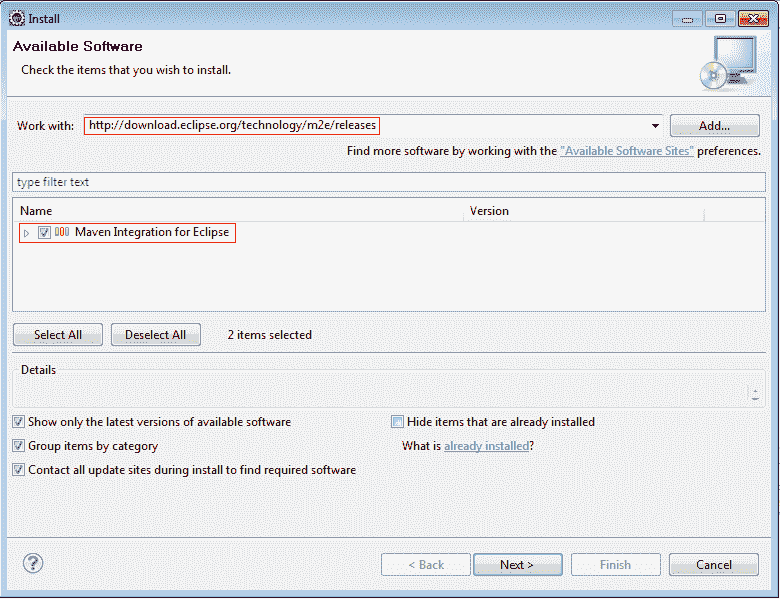 Install
Available Software
Check the items that you wish to install.
Work with: http://download.eclipse.org/technology/m2e/releases Add...
Find more software by working with the "Available Software Sites" preferences.
type filter text
Name Version
Maven Integration for Eclipse
Select All Deselect All 2 items selected
Details
Show only the latest versions of available software Hide items that are already installed
Group items by category What is already installed?
Contact all update sites during install to find required software
? < Back Next > Finish Cancel